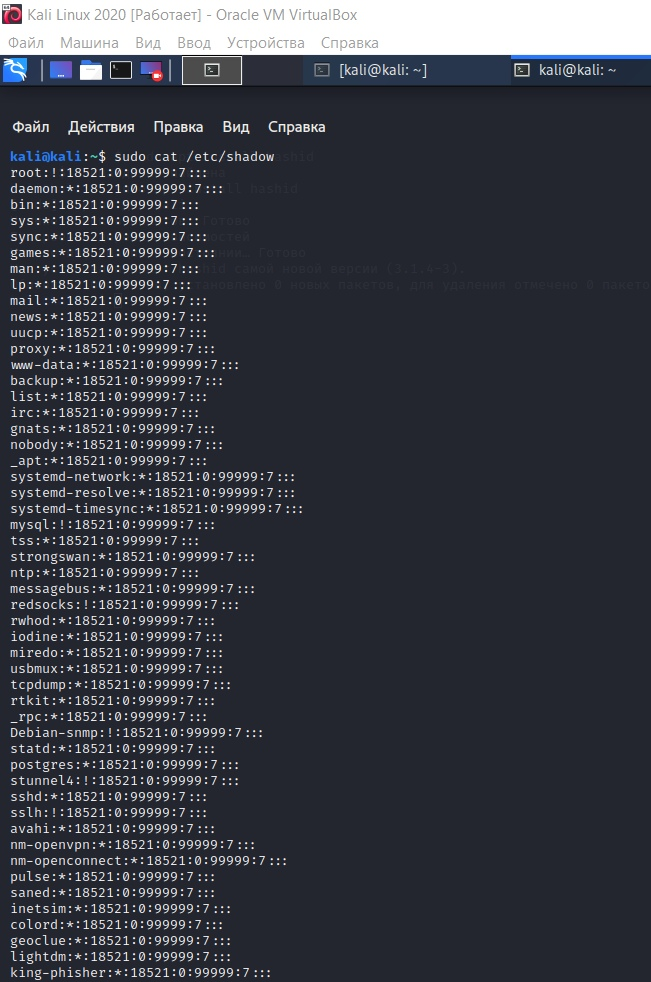 Kali Linux 2020 [Работает] - Oracle VM VirtualBox
Файл Машина Вид Ввод Устройства Справка
[kali@kali: ~] kali@kali: ~
Файл Действия Правка Вид Справка
kali@kali:~$ sudo cat /etc/shadow
root:!:18521:0:99999:7:::
daemon:*:18521:0:99999:7:::
bin:*:18521:0:99999:7:::
sys:*:18521:0:99999:7:::
sync:*:18521:0:99999:7:::
games:*:18521:0:99999:7:::
man:*:18521:0:99999:7:::
lp:*:18521:0:99999:7:::
mail:*:18521:0:99999:7:::
news:*:18521:0:99999:7:::
uucp:*:18521:0:99999:7:::
proxy:*:18521:0:99999:7:::
www-data:*:18521:0:99999:7:::
backup:*:18521:0:99999:7:::
list:*:18521:0:99999:7:::
irc:*:18521:0:99999:7:::
gnats:*:18521:0:99999:7:::
nobody:*:18521:0:99999:7:::
_apt:*:18521:0:99999:7:::
systemd-network:*:18521:0:99999:7:::
systemd-resolve:*:18521:0:99999:7:::
systemd-timesync:*:18521:0:99999:7:::
mysql:!:18521:0:99999:7:::
tss:*:18521:0:99999:7:::
strongswan:*:18521:0:99999:7:::
ntp:*:18521:0:99999:7:::
messagebus:*:18521:0:99999:7:::
redsocks:!:18521:0:99999:7:::
rwhod:*:18521:0:99999:7:::
iodine:*:18521:0:99999:7:::
miredo:*:18521:0:99999:7:::
usbmux:*:18521:0:99999:7:::
tcpdump:*:18521:0:99999:7:::
rtkit:*:18521:0:99999:7:::
_rpc:*:18521:0:99999:7:::
Debian-snmp:!:18521:0:99999:7:::
statd:*:18521:0:99999:7:::
postgres:*:18521:0:99999:7:::
stunnel4:!:18521:0:99999:7:::
sshd:*:18521:0:99999:7:::
sslh:!:18521:0:99999:7:::
avahi:*:18521:0:99999:7:::
nm-openvpn:*:18521:0:99999:7:::
nm-openconnect:*:18521:0:99999:7:::
pulse:*:18521:0:99999:7:::
saned:*:18521:0:99999:7:::
inetsim:*:18521:0:99999:7:::
colord:*:18521:0:99999:7:::
geoclue:*:18521:0:99999:7:::
lightdm:*:18521:0:99999:7:::
king-phisher:*:18521:0:99999:7:::